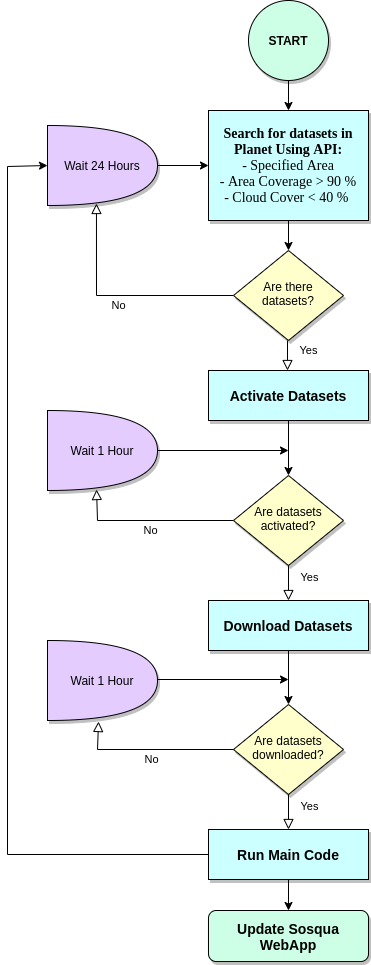 START
Search for datasets in
Planet Using API:
- Specified Area
- Area Coverage > 90 %
- Cloud Cover < 40 %
Wait 24 Hours
Are there
datasets?
No
Yes
Activate Datasets
Wait 1 Hour
Are datasets
activated?
No
Yes
Download Datasets
Wait 1 Hour
Are datasets
downloaded?
No
Yes
Run Main Code
Update Sosqua
WebApp